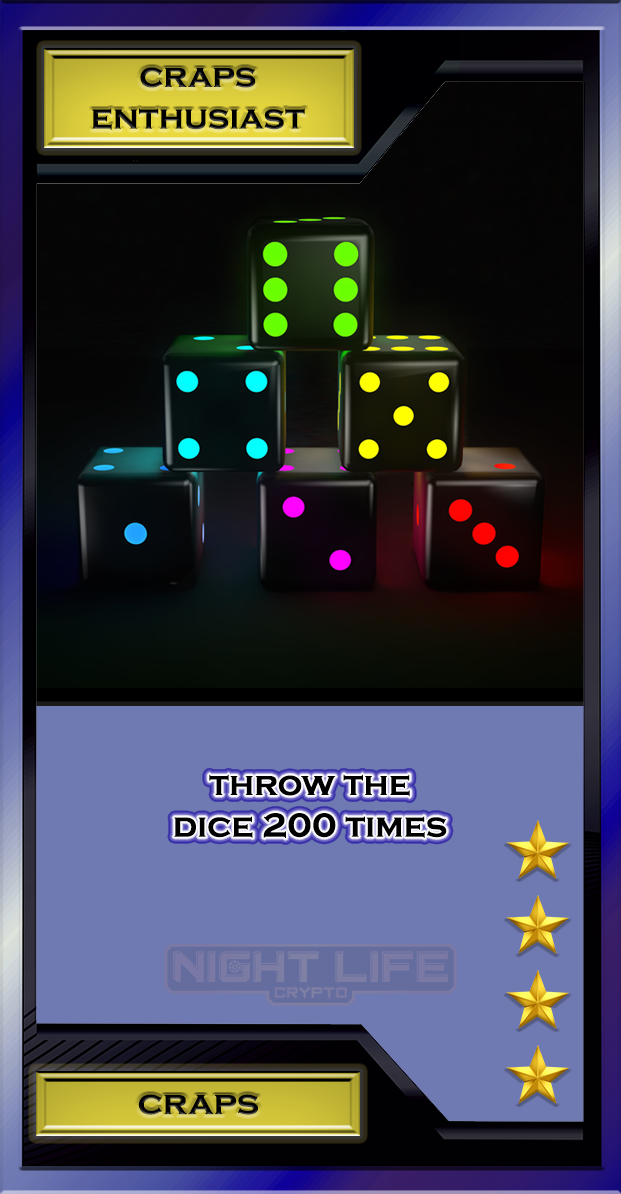 CRAPS
ENTHUSIAST
THROW THE
DICE 200 TIMES
NIGHT LIFE
CRYPTO
CRAPS